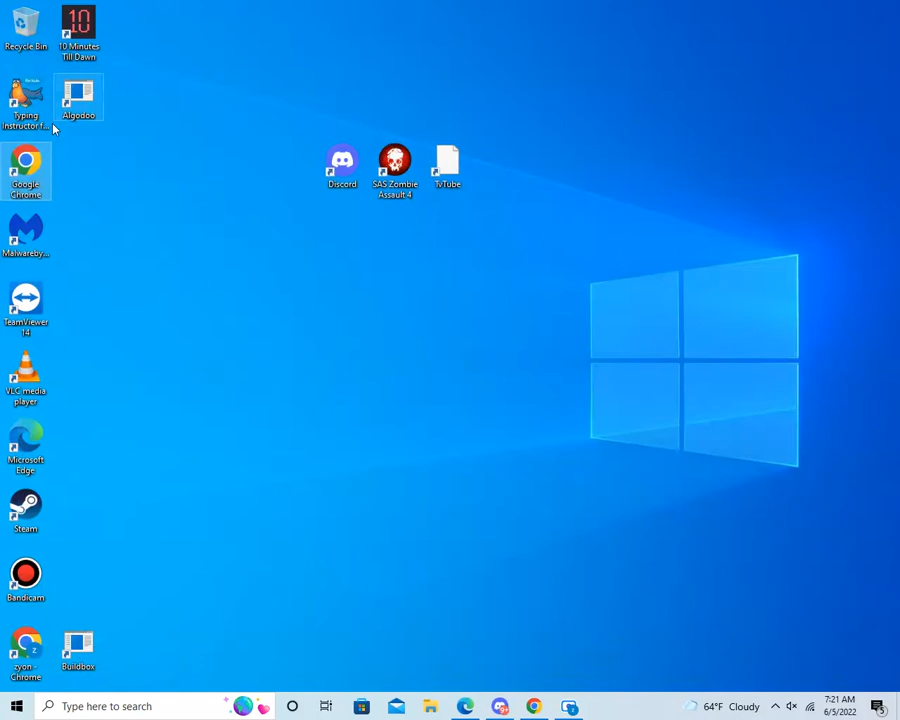 Recycle Bin
10
10 Minutes
Till Dawn
Typing
Instructor f...
Algodoo
Google
Chrome
Discord
SAS Zombie
Assault 4
TvTube
Malwareby...
TeamViewer
14
VLC media
player
Microsoft
Edge
Steam
Bandicam
z
zyon -
Chrome
Buildbox
Type here to search
9+
64°F Cloudy
7:21 AM
6/5/2022
5